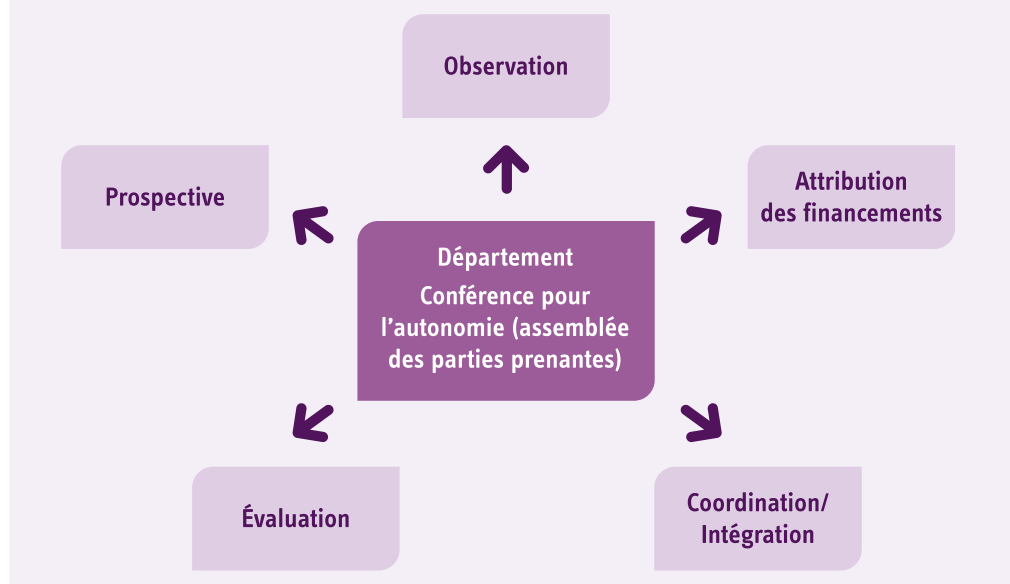 Observation
Prospective
Attribution
des financements
Département
Conférence pour
l’autonomie (assemblée
des parties prenantes)
Évaluation
Coordination/
Intégration